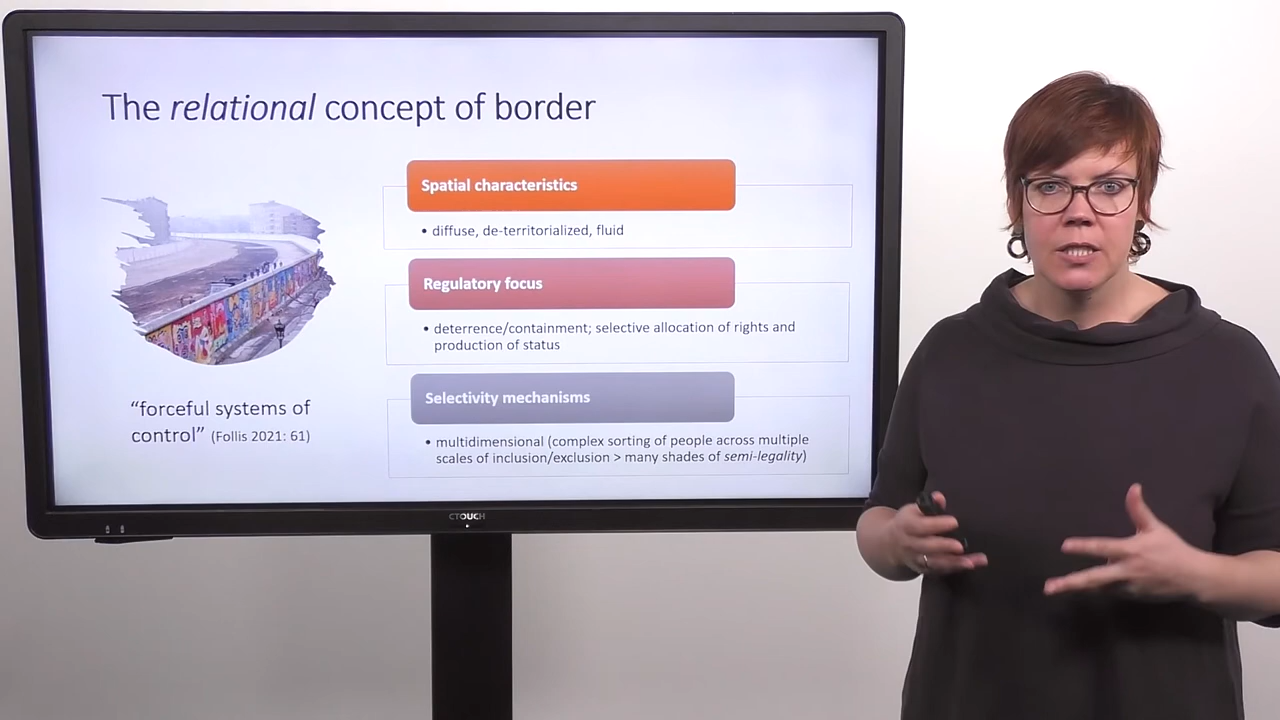 The relational concept of border
Spatial characteristics
• diffuse, de-territorialized, fluid
Regulatory focus
• deterrence/containment; selective allocation of rights and
production of status
Selectivity mechanisms
• multidimensional (complex sorting of people across multiple
scales of inclusion/exclusion > many shades of semi-legality)
“forceful systems of
control” (Follis 2021: 61)
CTOUCH